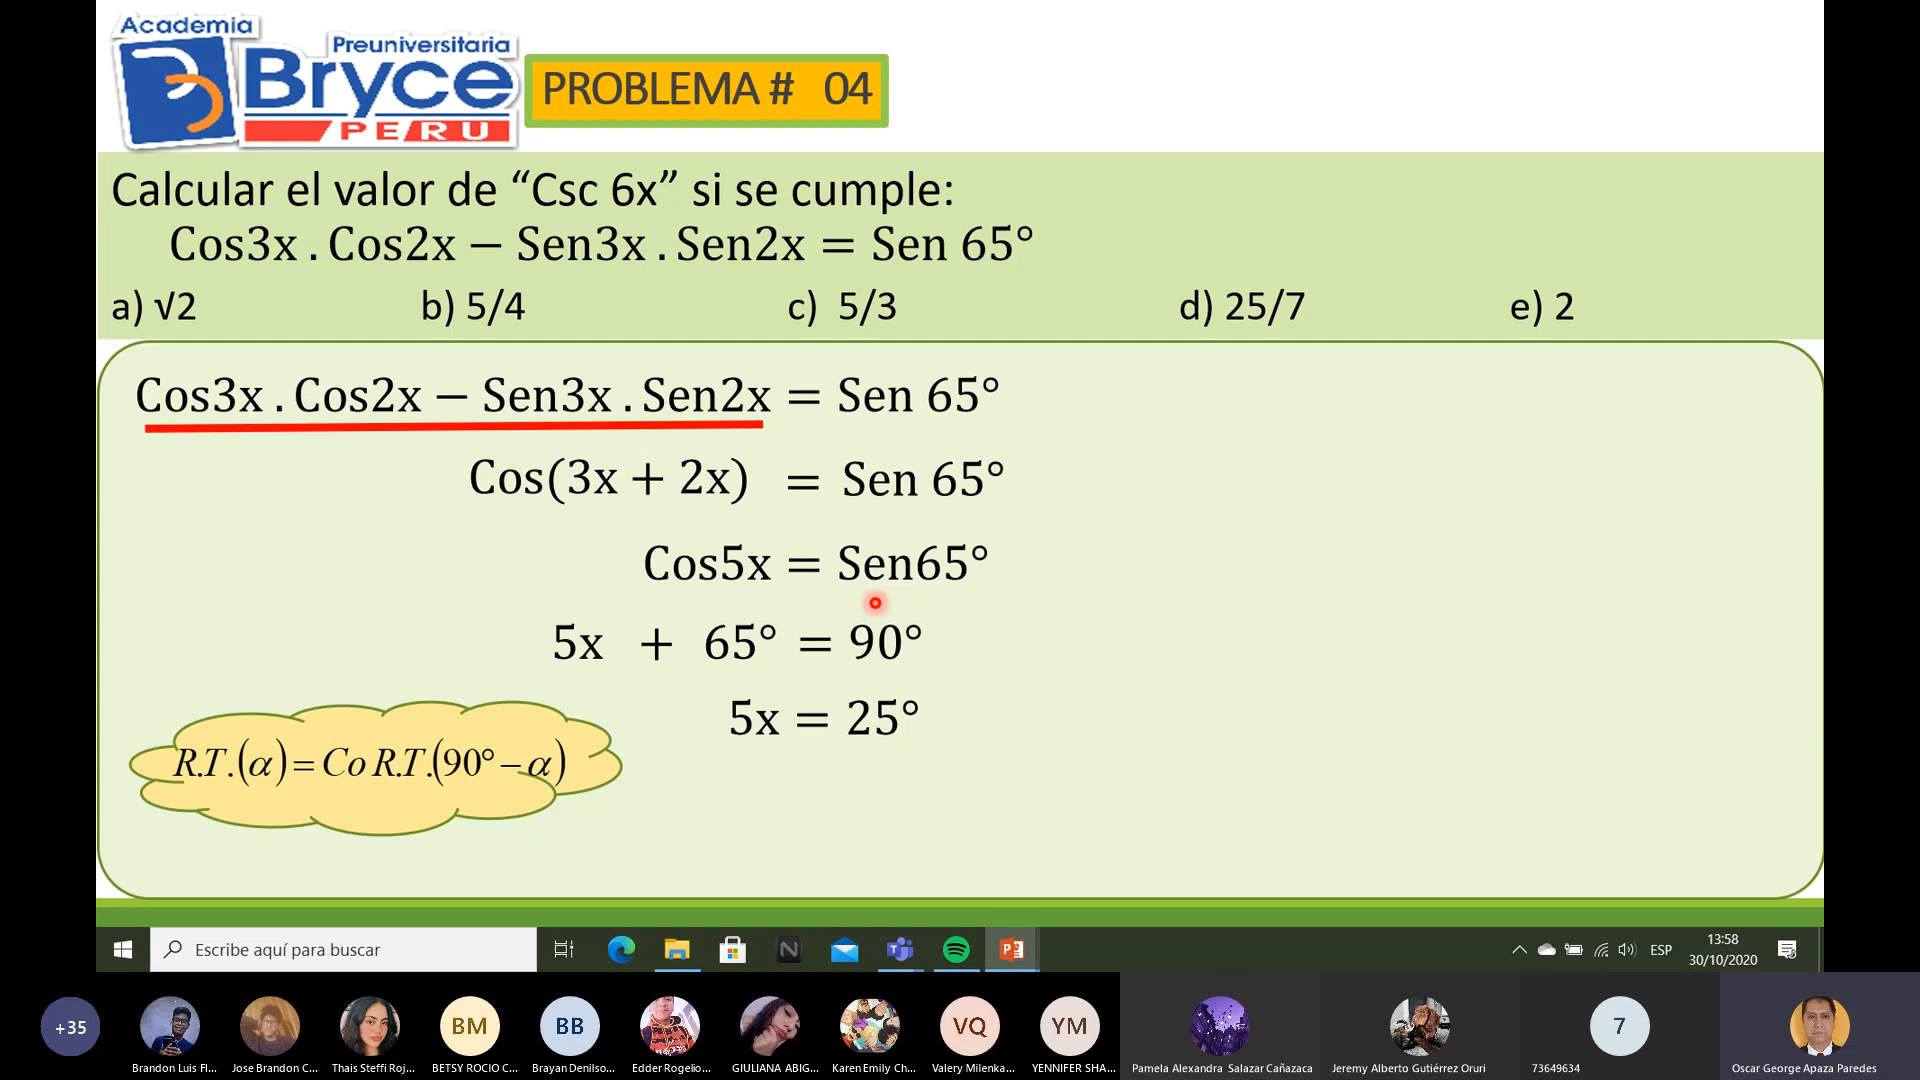 Academia
Preuniversitaria
Bryce
PERU
PROBLEMA # 04
Calcular el valor de “Csc 6x” si se cumple:
Cos3x . Cos2x − Sen3x . Sen2x = Sen 65°
a) √2 b) 5/4 c) 5/3 d) 25/7 e) 2
Cos3x . Cos2x − Sen3x . Sen2x = Sen 65°
Cos(3x + 2x) = Sen 65°
Cos5x = Sen65°
5x + 65° = 90°
5x = 25°
R.T.(α) = Co R.T.(90° − α)
Escribe aquí para buscar
ESP
13:58
30/10/2020
+35
BM
BB
VQ
YM
7
Brandon Luis Fl...
Jose Brandon C...
Thais Steffi Roj...
BETSY ROCIO C...
Brayan Denilso...
Edder Rogelio...
GIULIANA ABIG...
Karen Emily Ch...
Valery Milenka...
YENNIFER SHA...
Pamela Alexandra Salazar Cañazaca
Jeremy Alberto Gutiérrez Oruri
73649634
Oscar George Apaza Paredes